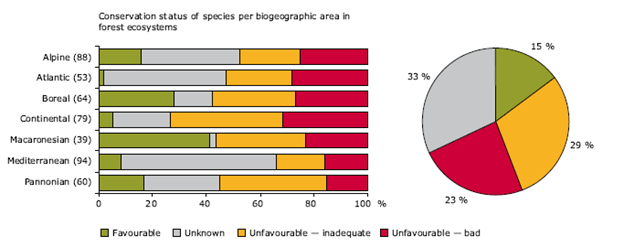 Conservation status of species per biogeographic area in
forest ecosystems
Alpine (88)
Atlantic (53)
Boreal (64)
Continental (79)
Macaronesian (39)
Mediterranean (94)
Pannonian (60)
0 20 40 60 80 100 %
15 %
33 %
29 %
23 %
Favourable Unknown Unfavourable — inadequate Unfavourable — bad